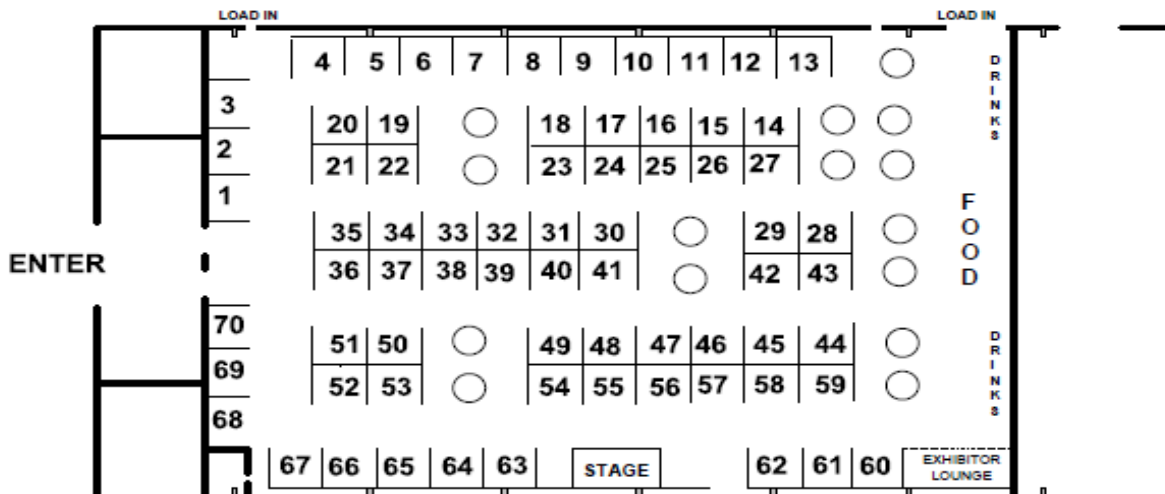 LOAD IN LOAD IN
4 5 6 7 8 9 10 11 12 13
DRINKS
3
20 19 18 17 16 15 14
2
21 22 23 24 25 26 27
1
FOOD
35 34 33 32 31 30 29 28
ENTER
36 37 38 39 40 41 42 43
70
51 50 49 48 47 46 45 44
DRINKS
69
52 53 54 55 56 57 58 59
68
67 66 65 64 63 STAGE 62 61 60 EXHIBITOR
LOUNGE